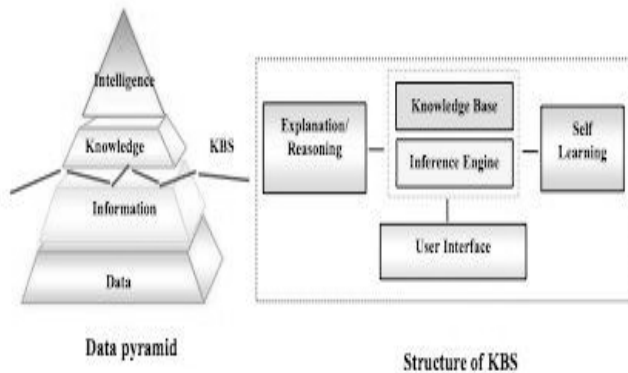 Intelligence
Knowledge
KBS
Information
Data
Data pyramid
Explanation/
Reasoning
Knowledge Base
Inference Engine
Self
Learning
User Interface
Structure of KBS